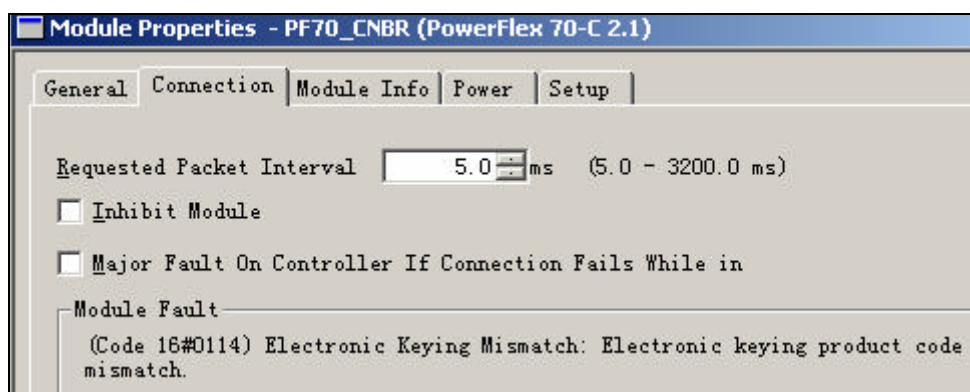 Module Properties - PF70_CNBR (PowerFlex 70-C 2.1)
General Connection Module Info Power Setup
Requested Packet Interval 5.0 ms (5.0 - 3200.0 ms)
Inhibit Module
Major Fault On Controller If Connection Fails While in
Module Fault
(Code 16#0114) Electronic Keying Mismatch: Electronic keying product code
mismatch.